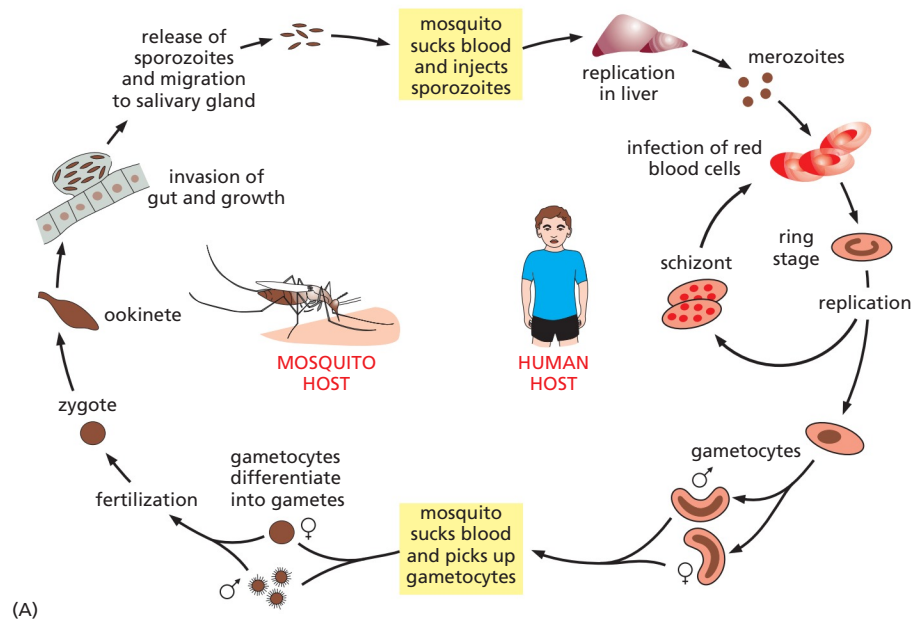 release of
sporozoites
and migration
to salivary gland
mosquito
sucks blood
and injects
sporozoites
replication
in liver
merozoites
infection of red
blood cells
ring
stage
schizont
replication
invasion of
gut and growth
ookinete
MOSQUITO
HOST
HUMAN
HOST
zygote
gametocytes
♂
♀
gametocytes
differentiate
into gametes
fertilization
♀
♂
mosquito
sucks blood
and picks up
gametocytes
(A)